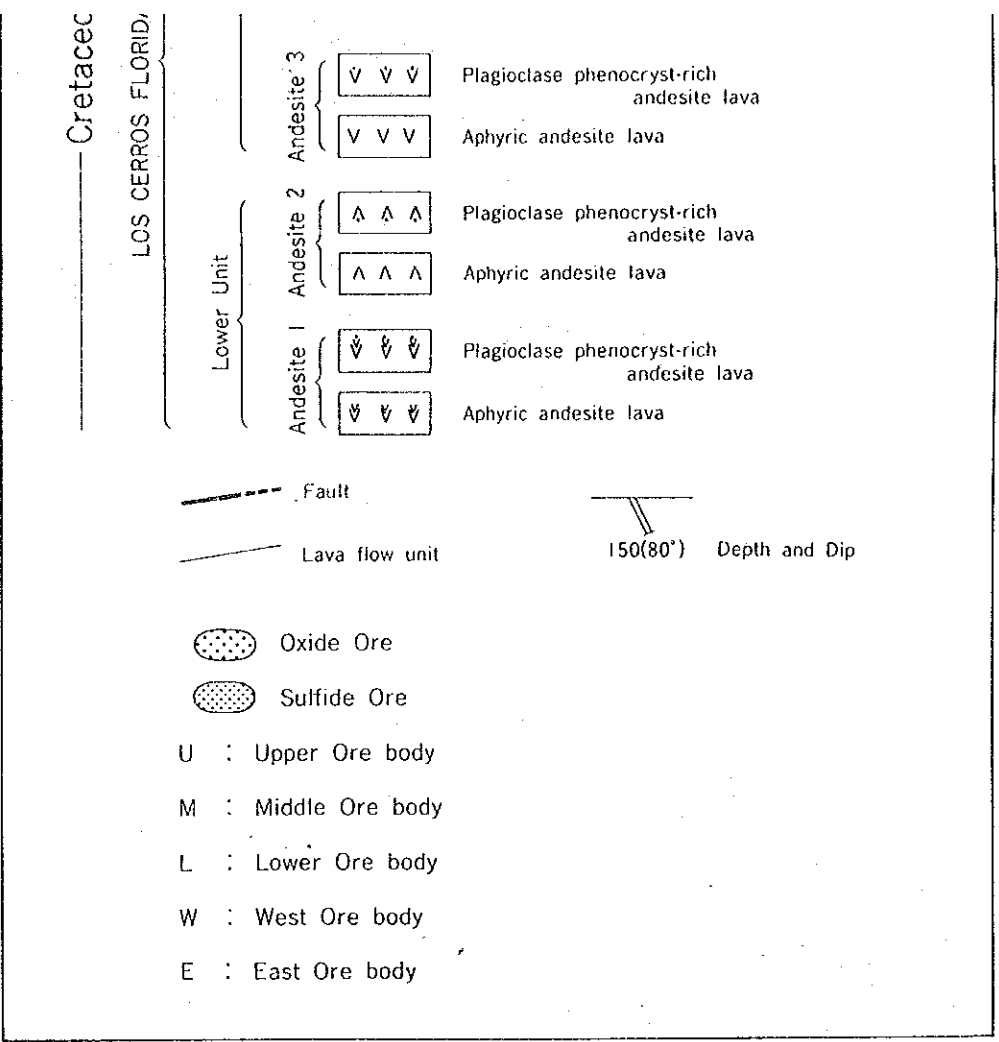 Cretaceo
LOS CERROS FLORIDA
Andesite 3
Plagioclase phenocryst-rich
andesite lava
Aphyric andesite lava
Lower Unit
Andesite 2
Plagioclase phenocryst-rich
andesite lava
Aphyric andesite lava
Andesite 1
Plagioclase phenocryst-rich
andesite lava
Aphyric andesite lava
Fault
Lava flow unit
150(80°) Depth and Dip
Oxide Ore
Sulfide Ore
U : Upper Ore body
M : Middle Ore body
L : Lower Ore body
W : West Ore body
E : East Ore body